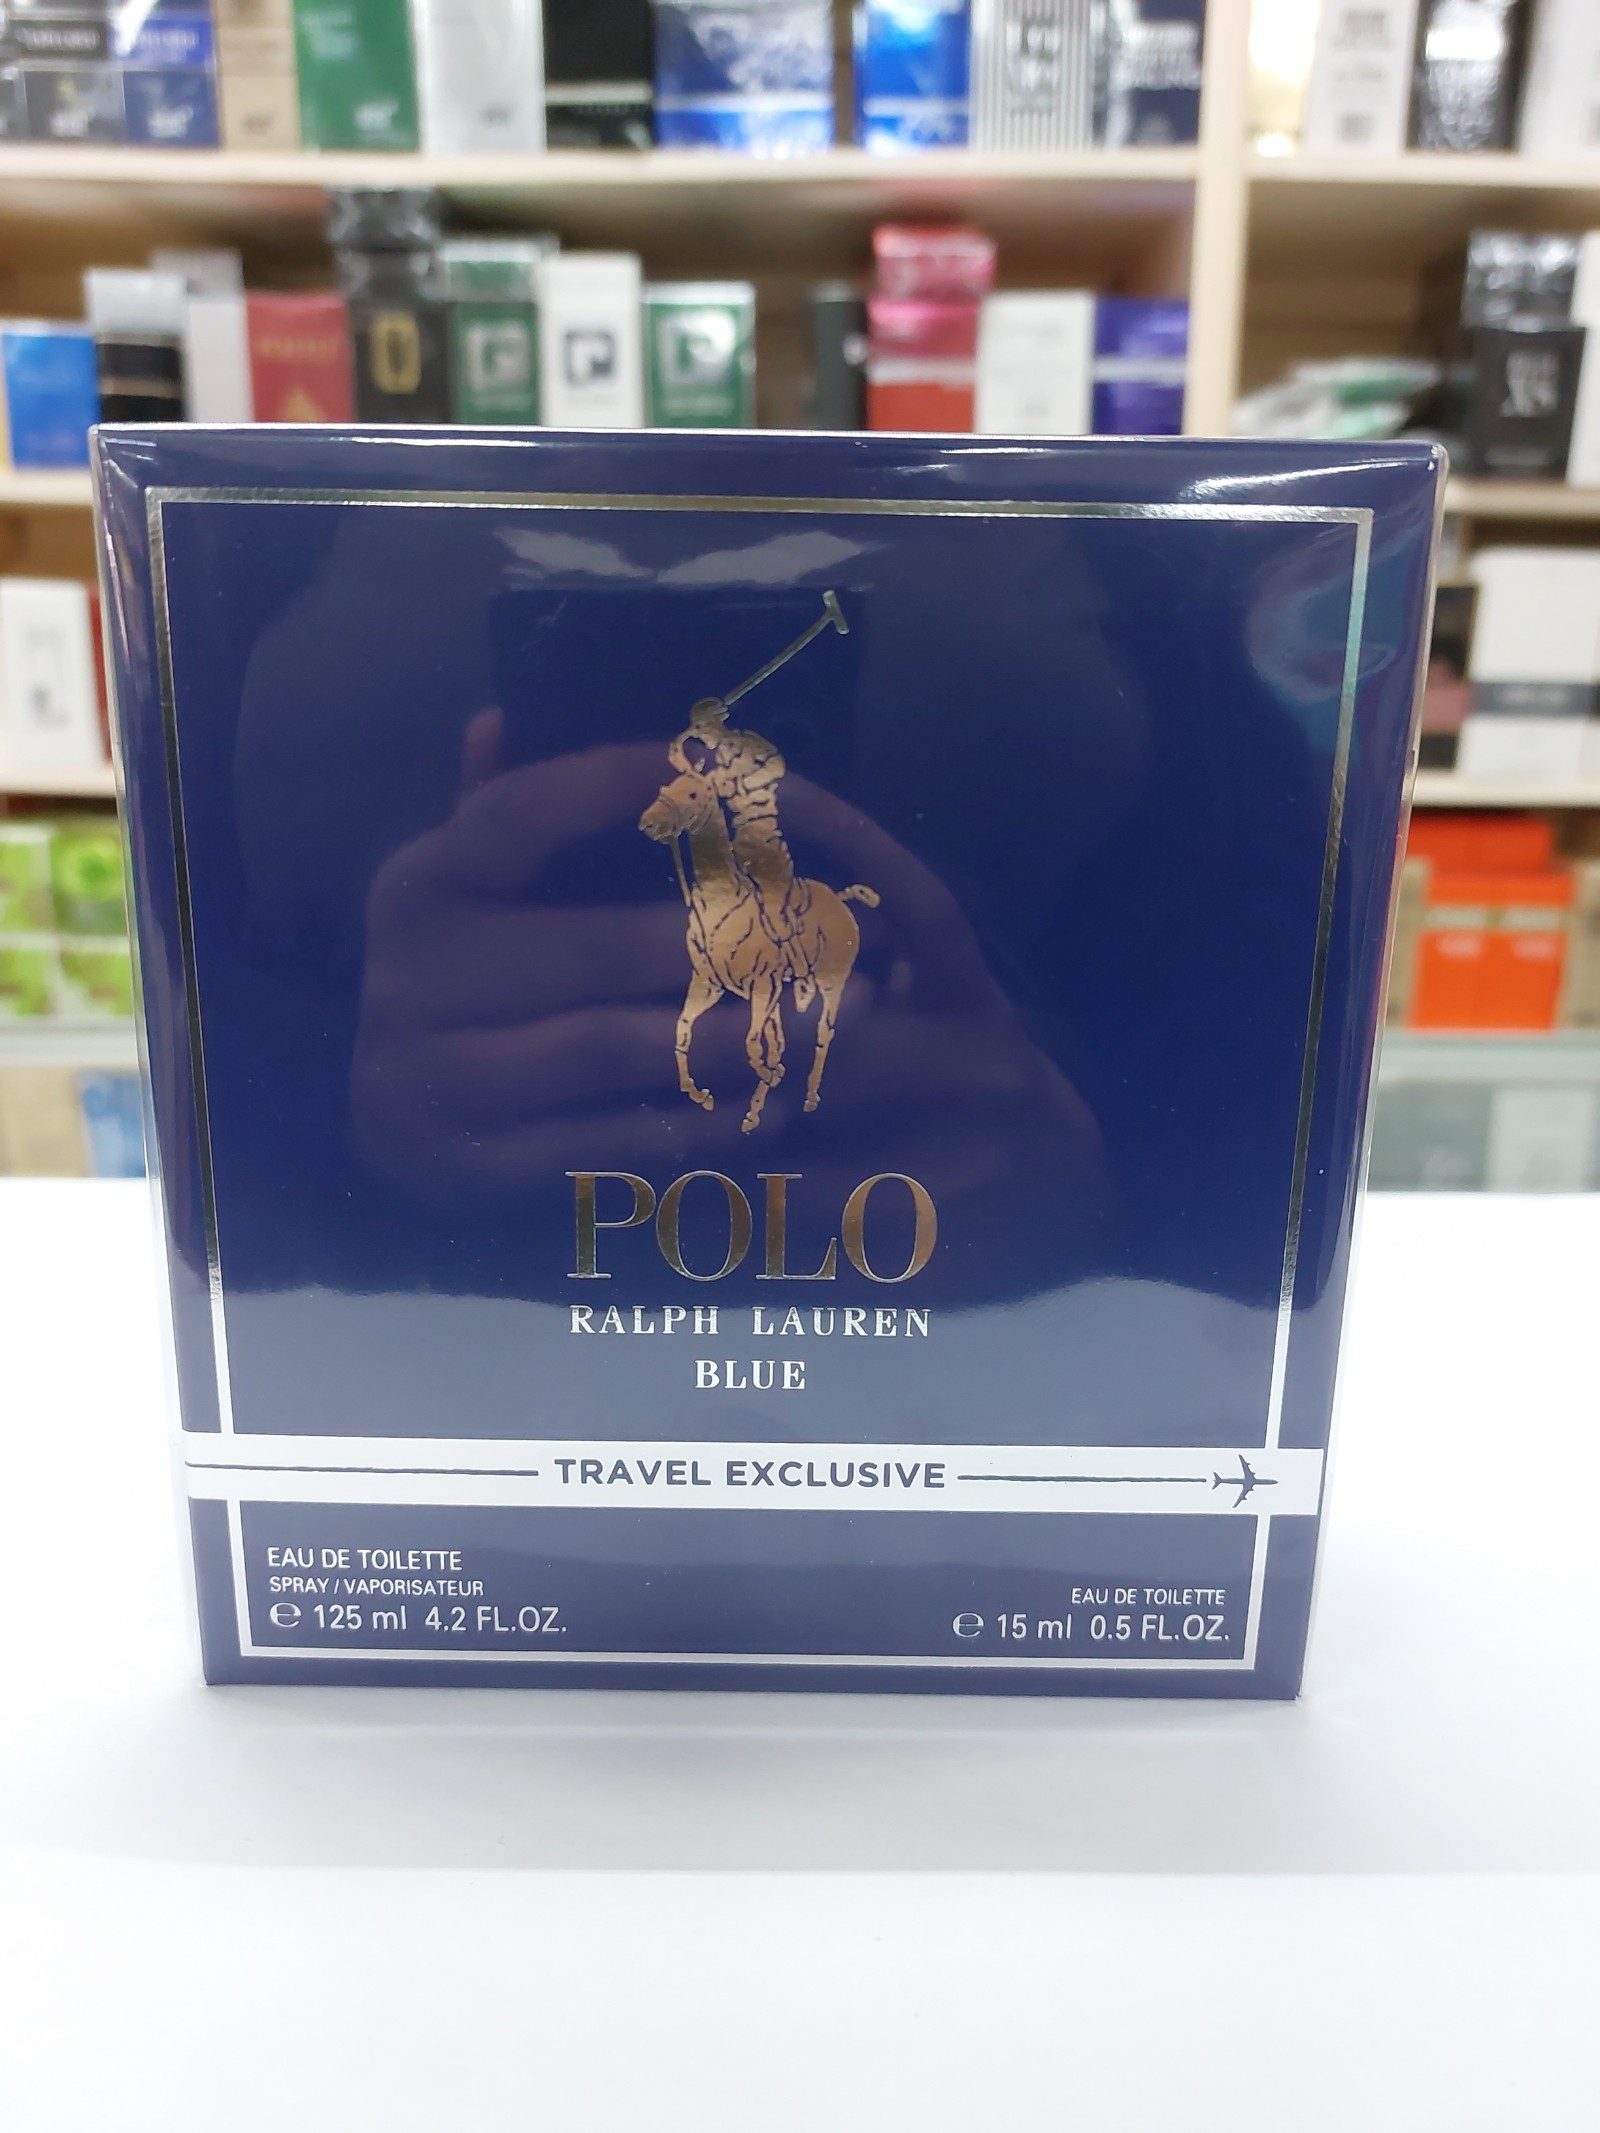 POLO
RALPH LAUREN
BLUE
TRAVEL EXCLUSIVE
EAU DE TOILETTE
SPRAY / VAPORISATEUR
℮ 125 ml 4.2 FL.OZ.
EAU DE TOILETTE
℮ 15 ml 0.5 FL.OZ.
XS